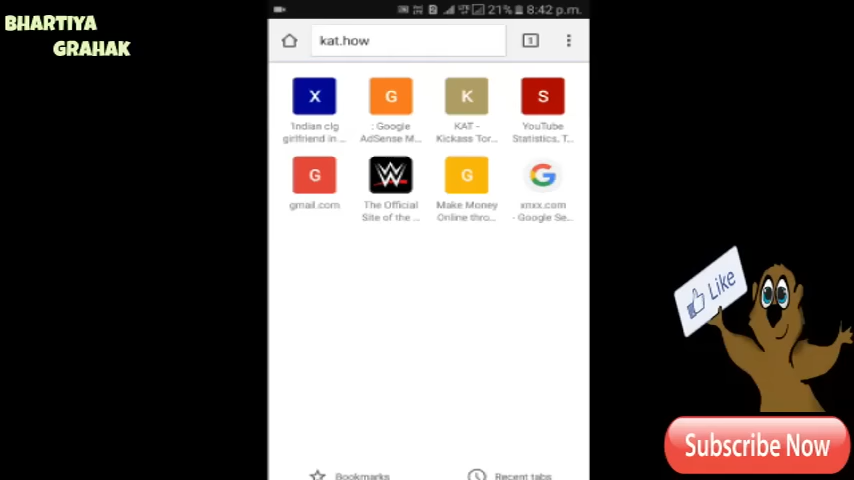 BHARTIYA
GRAHAK
21% 8:42 p.m.
kat.how
1
X G K S
Indian clg : Google KAT - YouTube
girlfriend in ... AdSense M... Kickass Tor... Statistics, T...
G W G G
gmail.com The Official Make Money xnxx.com
Site of the ... Online thro... - Google Se...
Like
Subscribe Now
Bookmarks Recent tabs